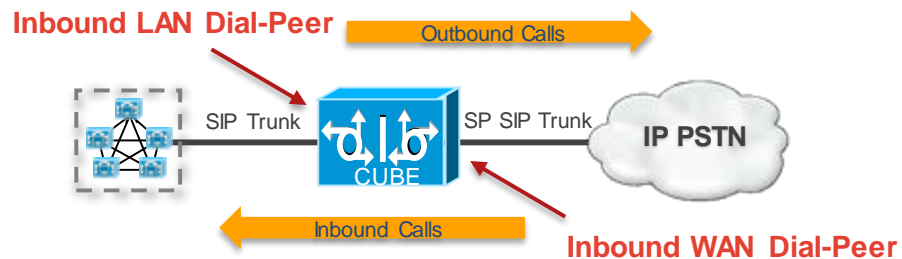 Inbound LAN Dial-Peer
Outbound Calls
SIP Trunk
SP SIP Trunk
IP PSTN
CUBE
Inbound Calls
Inbound WAN Dial-Peer